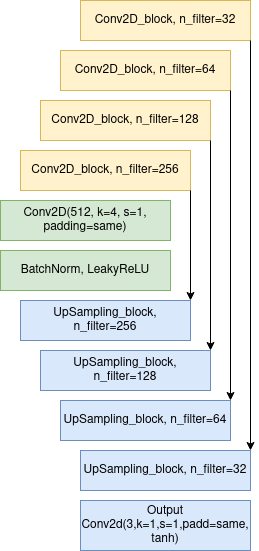 Conv2D_block, n_filter=32
Conv2D_block, n_filter=64
Conv2D_block, n_filter=128
Conv2D_block, n_filter=256
Conv2D(512, k=4, s=1,
padding=same)
BatchNorm, LeakyReLU
UpSampling_block,
n_filter=256
UpSampling_block,
n_filter=128
UpSampling_block, n_filter=64
UpSampling_block, n_filter=32
Output
Conv2d(3,k=1,s=1,padd=same,
tanh)